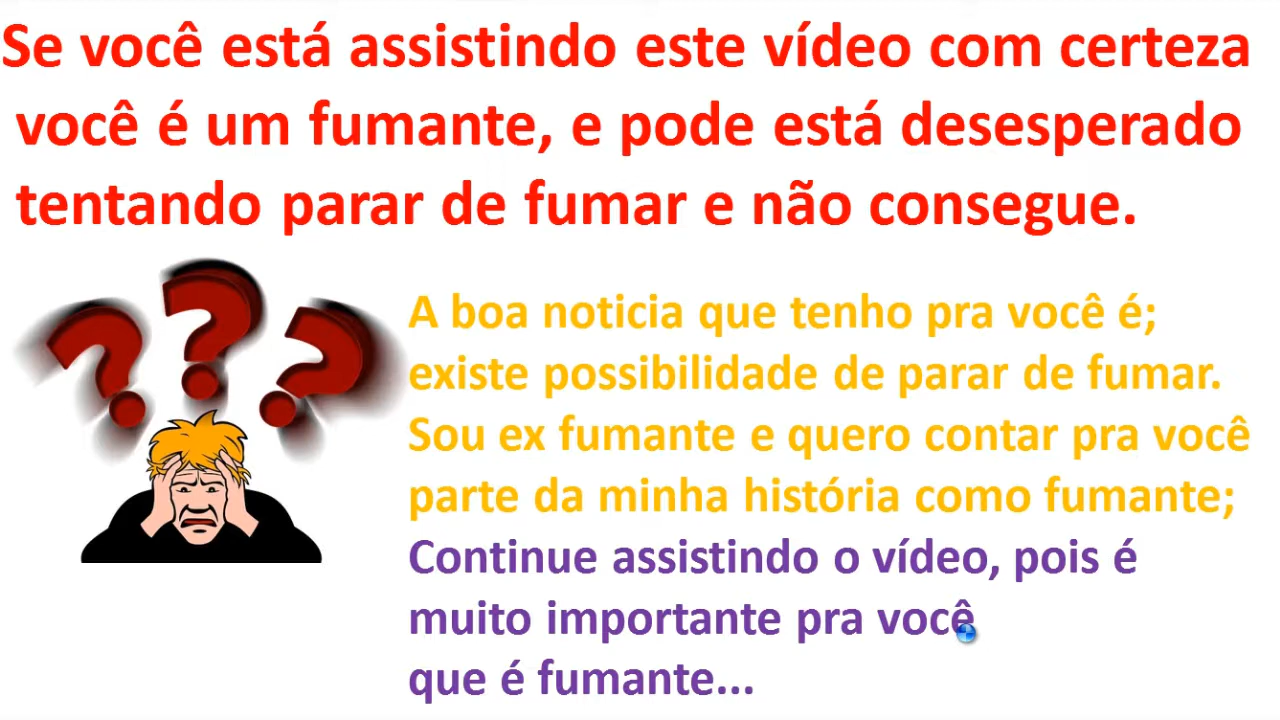 Se você está assistindo este vídeo com certeza
você é um fumante, e pode está desesperado
tentando parar de fumar e não consegue.
A boa noticia que tenho pra você é;
existe possibilidade de parar de fumar.
Sou ex fumante e quero contar pra você
parte da minha história como fumante;
Continue assistindo o vídeo, pois é
muito importante pra você
que é fumante...